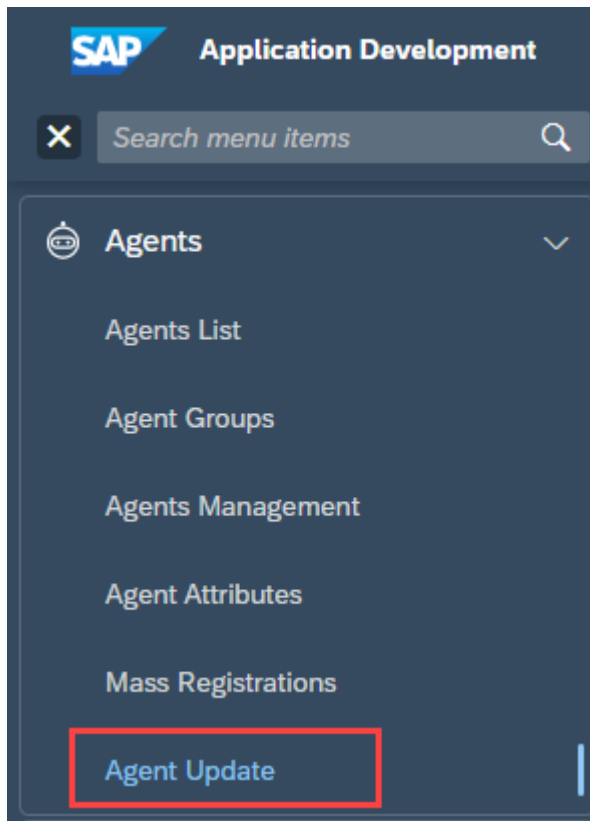 SAP Application Development
Search menu items
Agents
Agents List
Agent Groups
Agents Management
Agent Attributes
Mass Registrations
Agent Update